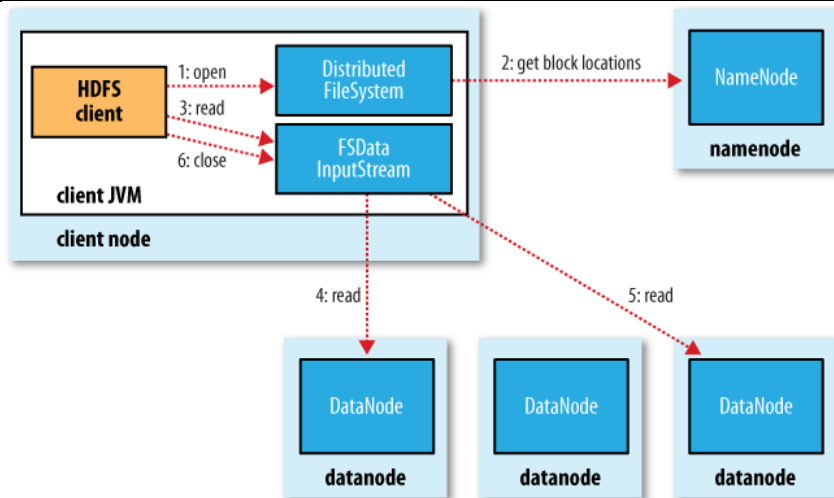 1: open
HDFS
client
Distributed
FileSystem
2: get block locations
NameNode
namenode
3: read
6: close
FSData
InputStream
client JVM
client node
4: read
5: read
DataNode
datanode
DataNode
datanode
DataNode
datanode